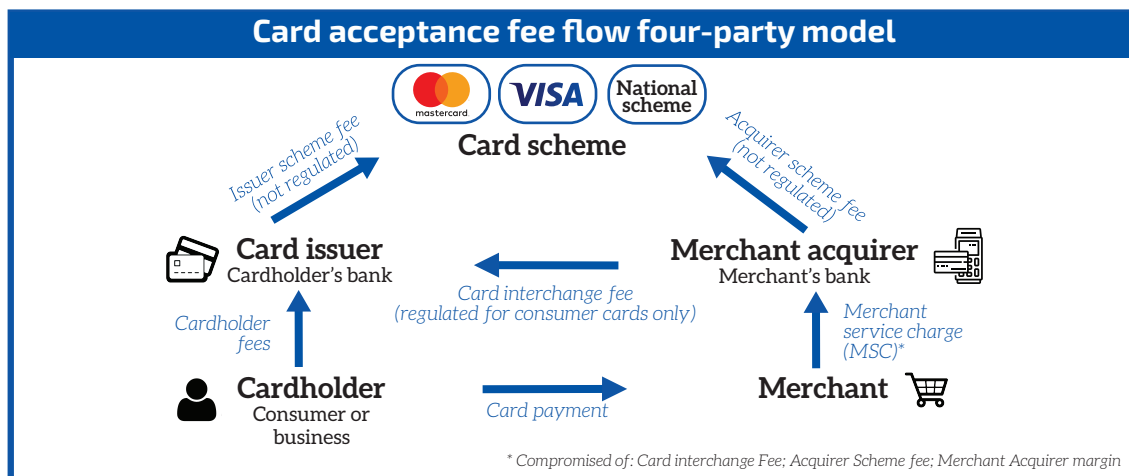 Card acceptance fee flow four-party model
mastercard
VISA
National
scheme
Card scheme
Issuer scheme fee
(not regulated)
Acquirer scheme fee
(not regulated)
Card issuer
Cardholder's bank
Merchant acquirer
Merchant's bank
Card interchange fee
(regulated for consumer cards only)
Cardholder
fees
Merchant
service charge
(MSC)*
Cardholder
Consumer or
business
Card payment
Merchant
* Compromised of: Card interchange Fee; Acquirer Scheme fee; Merchant Acquirer margin